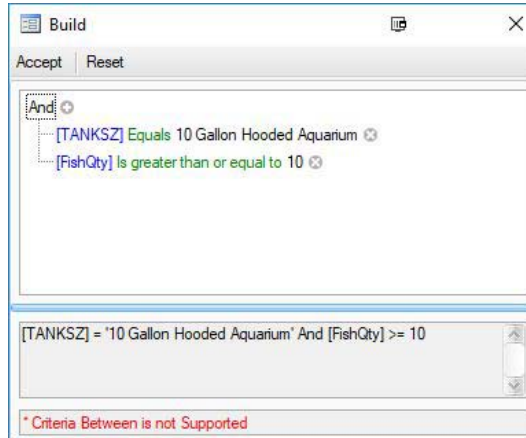 Build
Accept Reset
And
[TANKSZ] Equals 10 Gallon Hooded Aquarium
[FishQty] Is greater than or equal to 10
[TANKSZ] = '10 Gallon Hooded Aquarium' And [FishQty] >= 10
* Criteria Between is not Supported